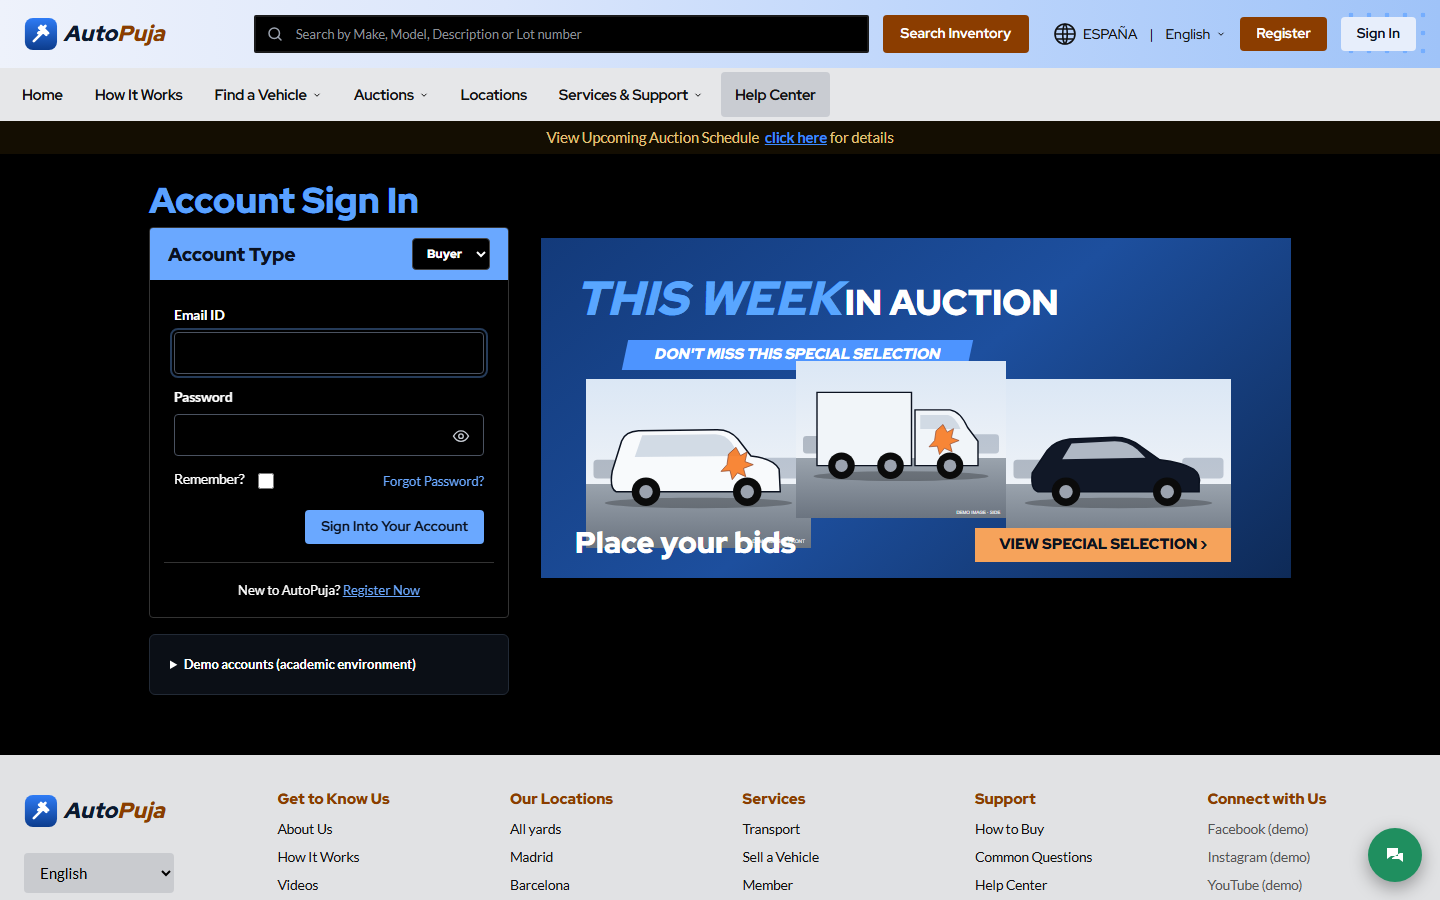 AutoPuja
Search by Make, Model, Description or Lot number
Search Inventory
ESPAÑA | English
Register
Sign In
Home
How It Works
Find a Vehicle
Auctions
Locations
Services & Support
Help Center
View Upcoming Auction Schedule click here for details
Account Sign In
Account Type
Buyer
Email ID
Password
Remember?
Forgot Password?
Sign Into Your Account
New to AutoPuja? Register Now
Demo accounts (academic environment)
THIS WEEK IN AUCTION
DON'T MISS THIS SPECIAL SELECTION
DEMO IMAGE · SIDE
Place your bids
VIEW SPECIAL SELECTION ›
AutoPuja
English
Get to Know Us
About Us
How It Works
Videos
Our Locations
All yards
Madrid
Barcelona
Services
Transport
Sell a Vehicle
Member
Support
How to Buy
Common Questions
Help Center
Connect with Us
Facebook (demo)
Instagram (demo)
YouTube (demo)